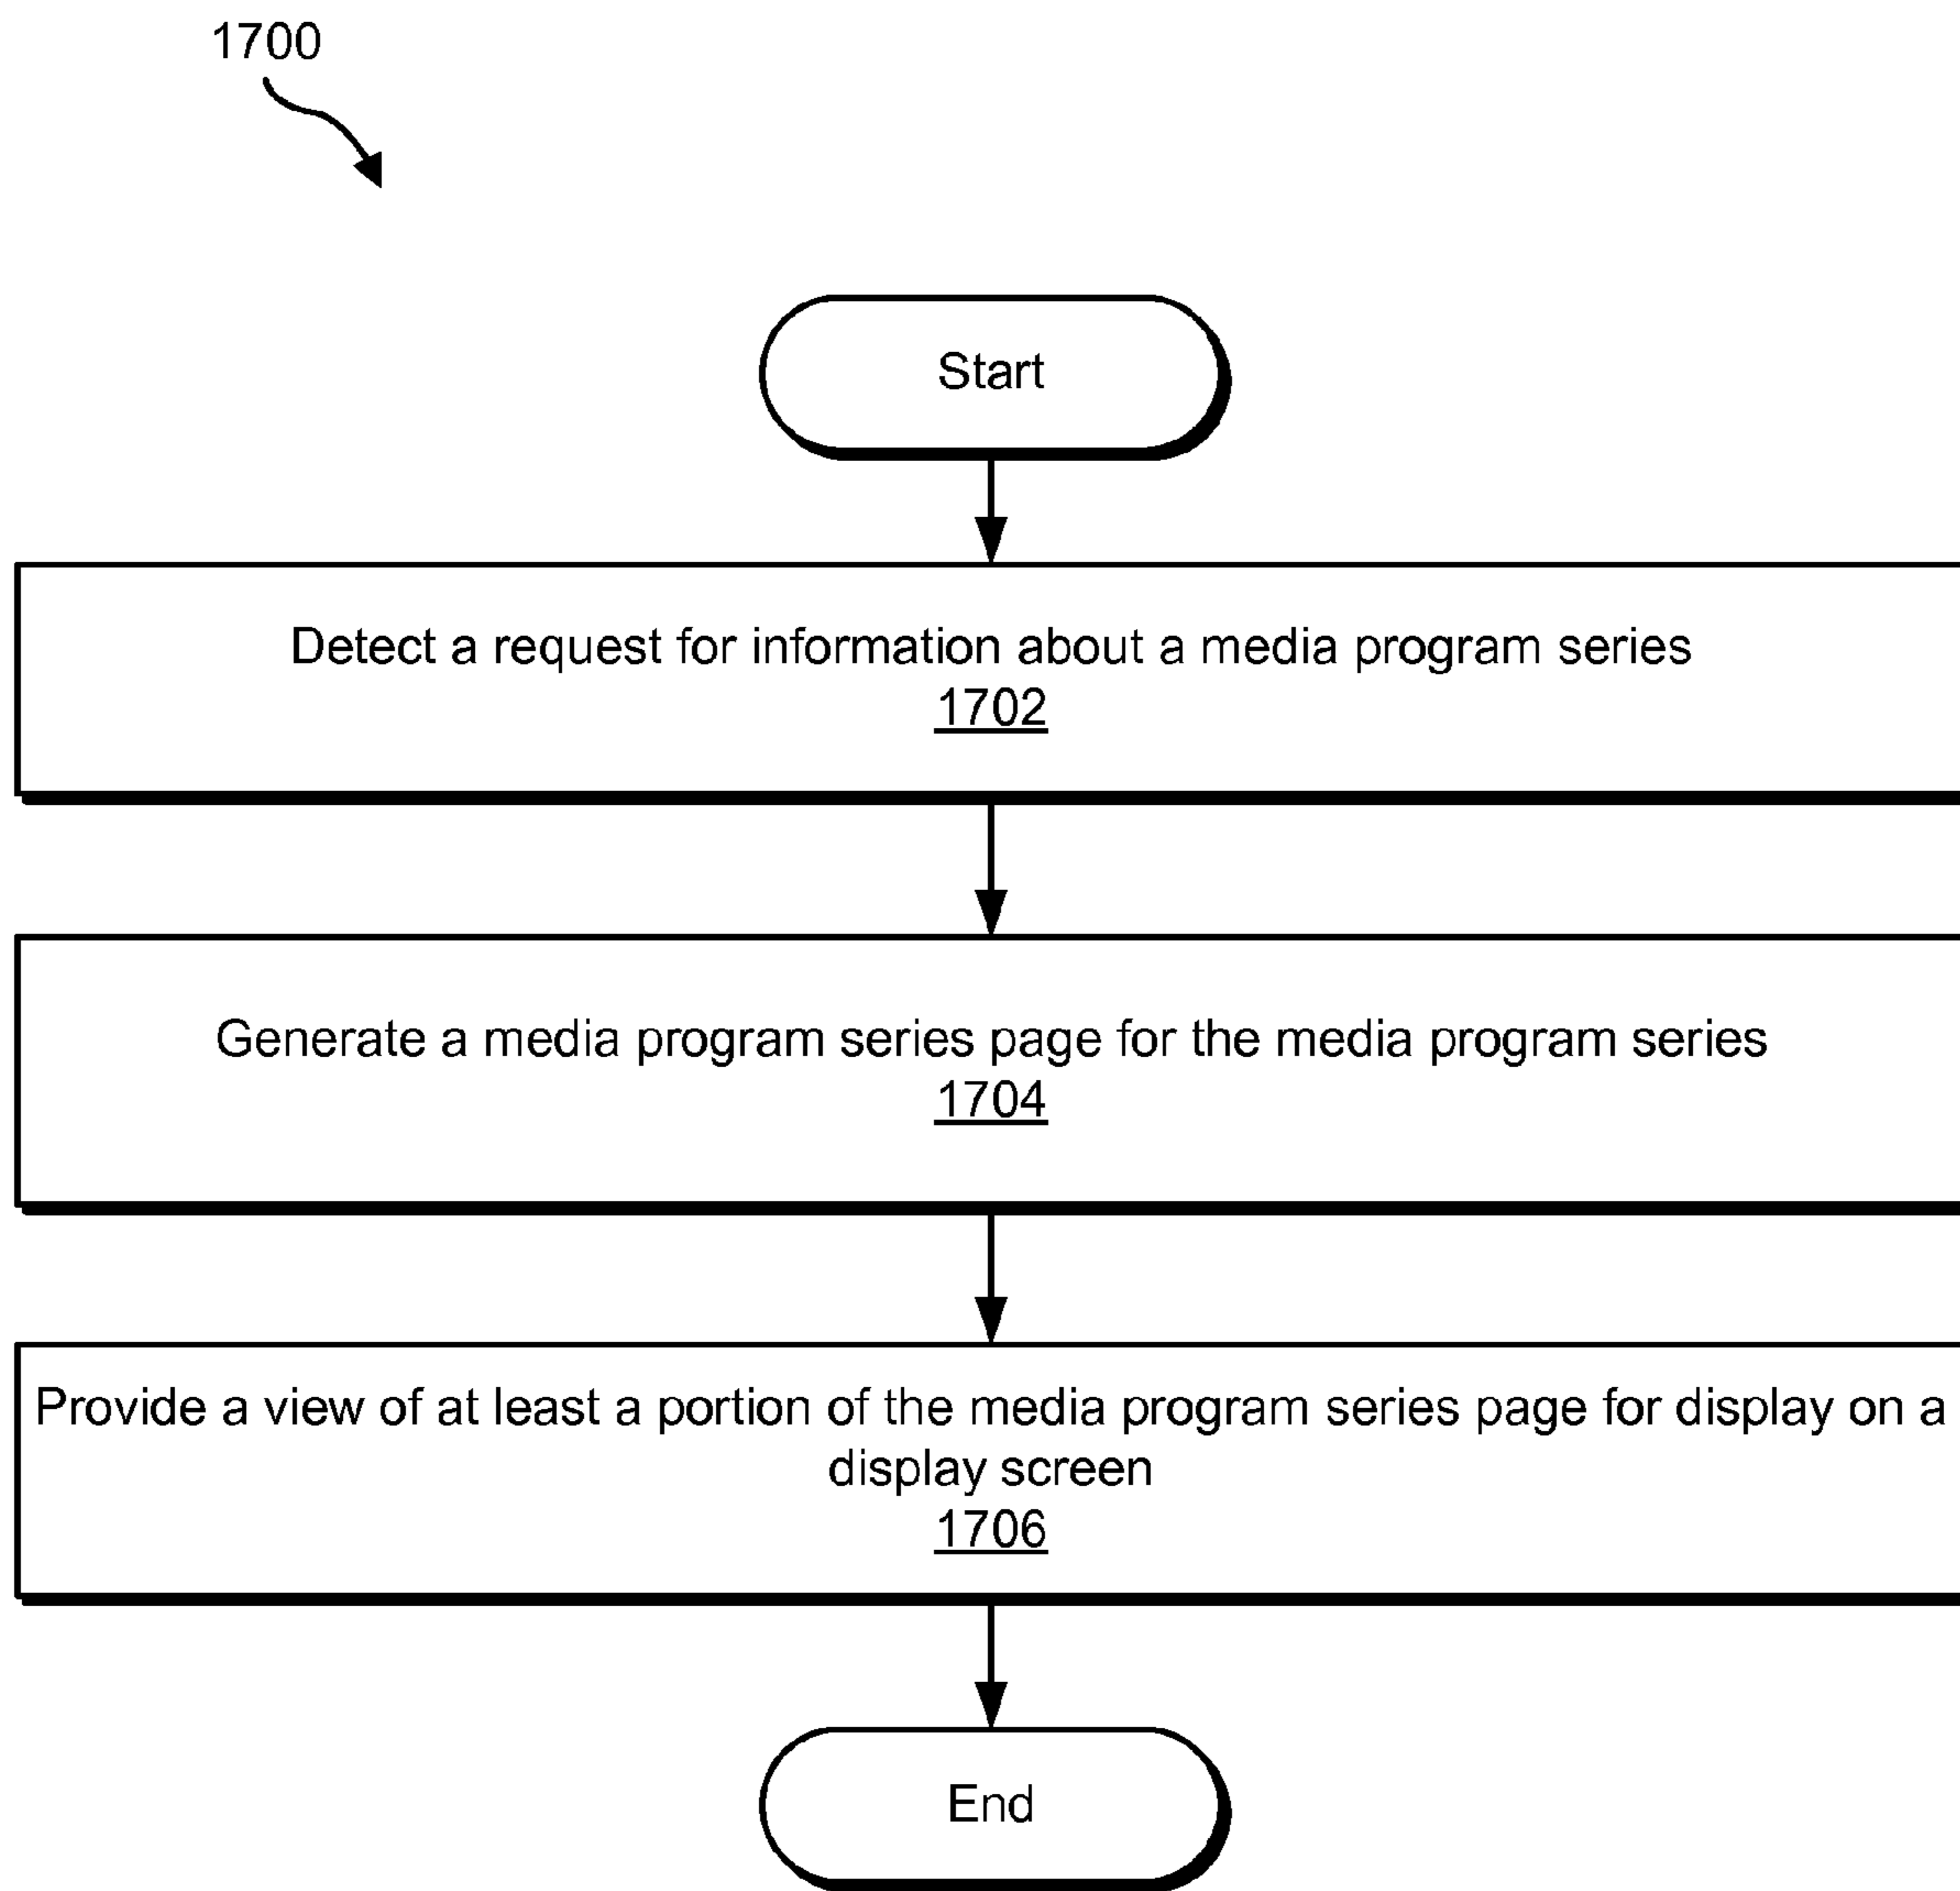 1700
Start
Detect a request for information about a media program series
1702
Generate a media program series page for the media program series
1704
Provide a view of at least a portion of the media program series page for display on a
display screen
1706
End